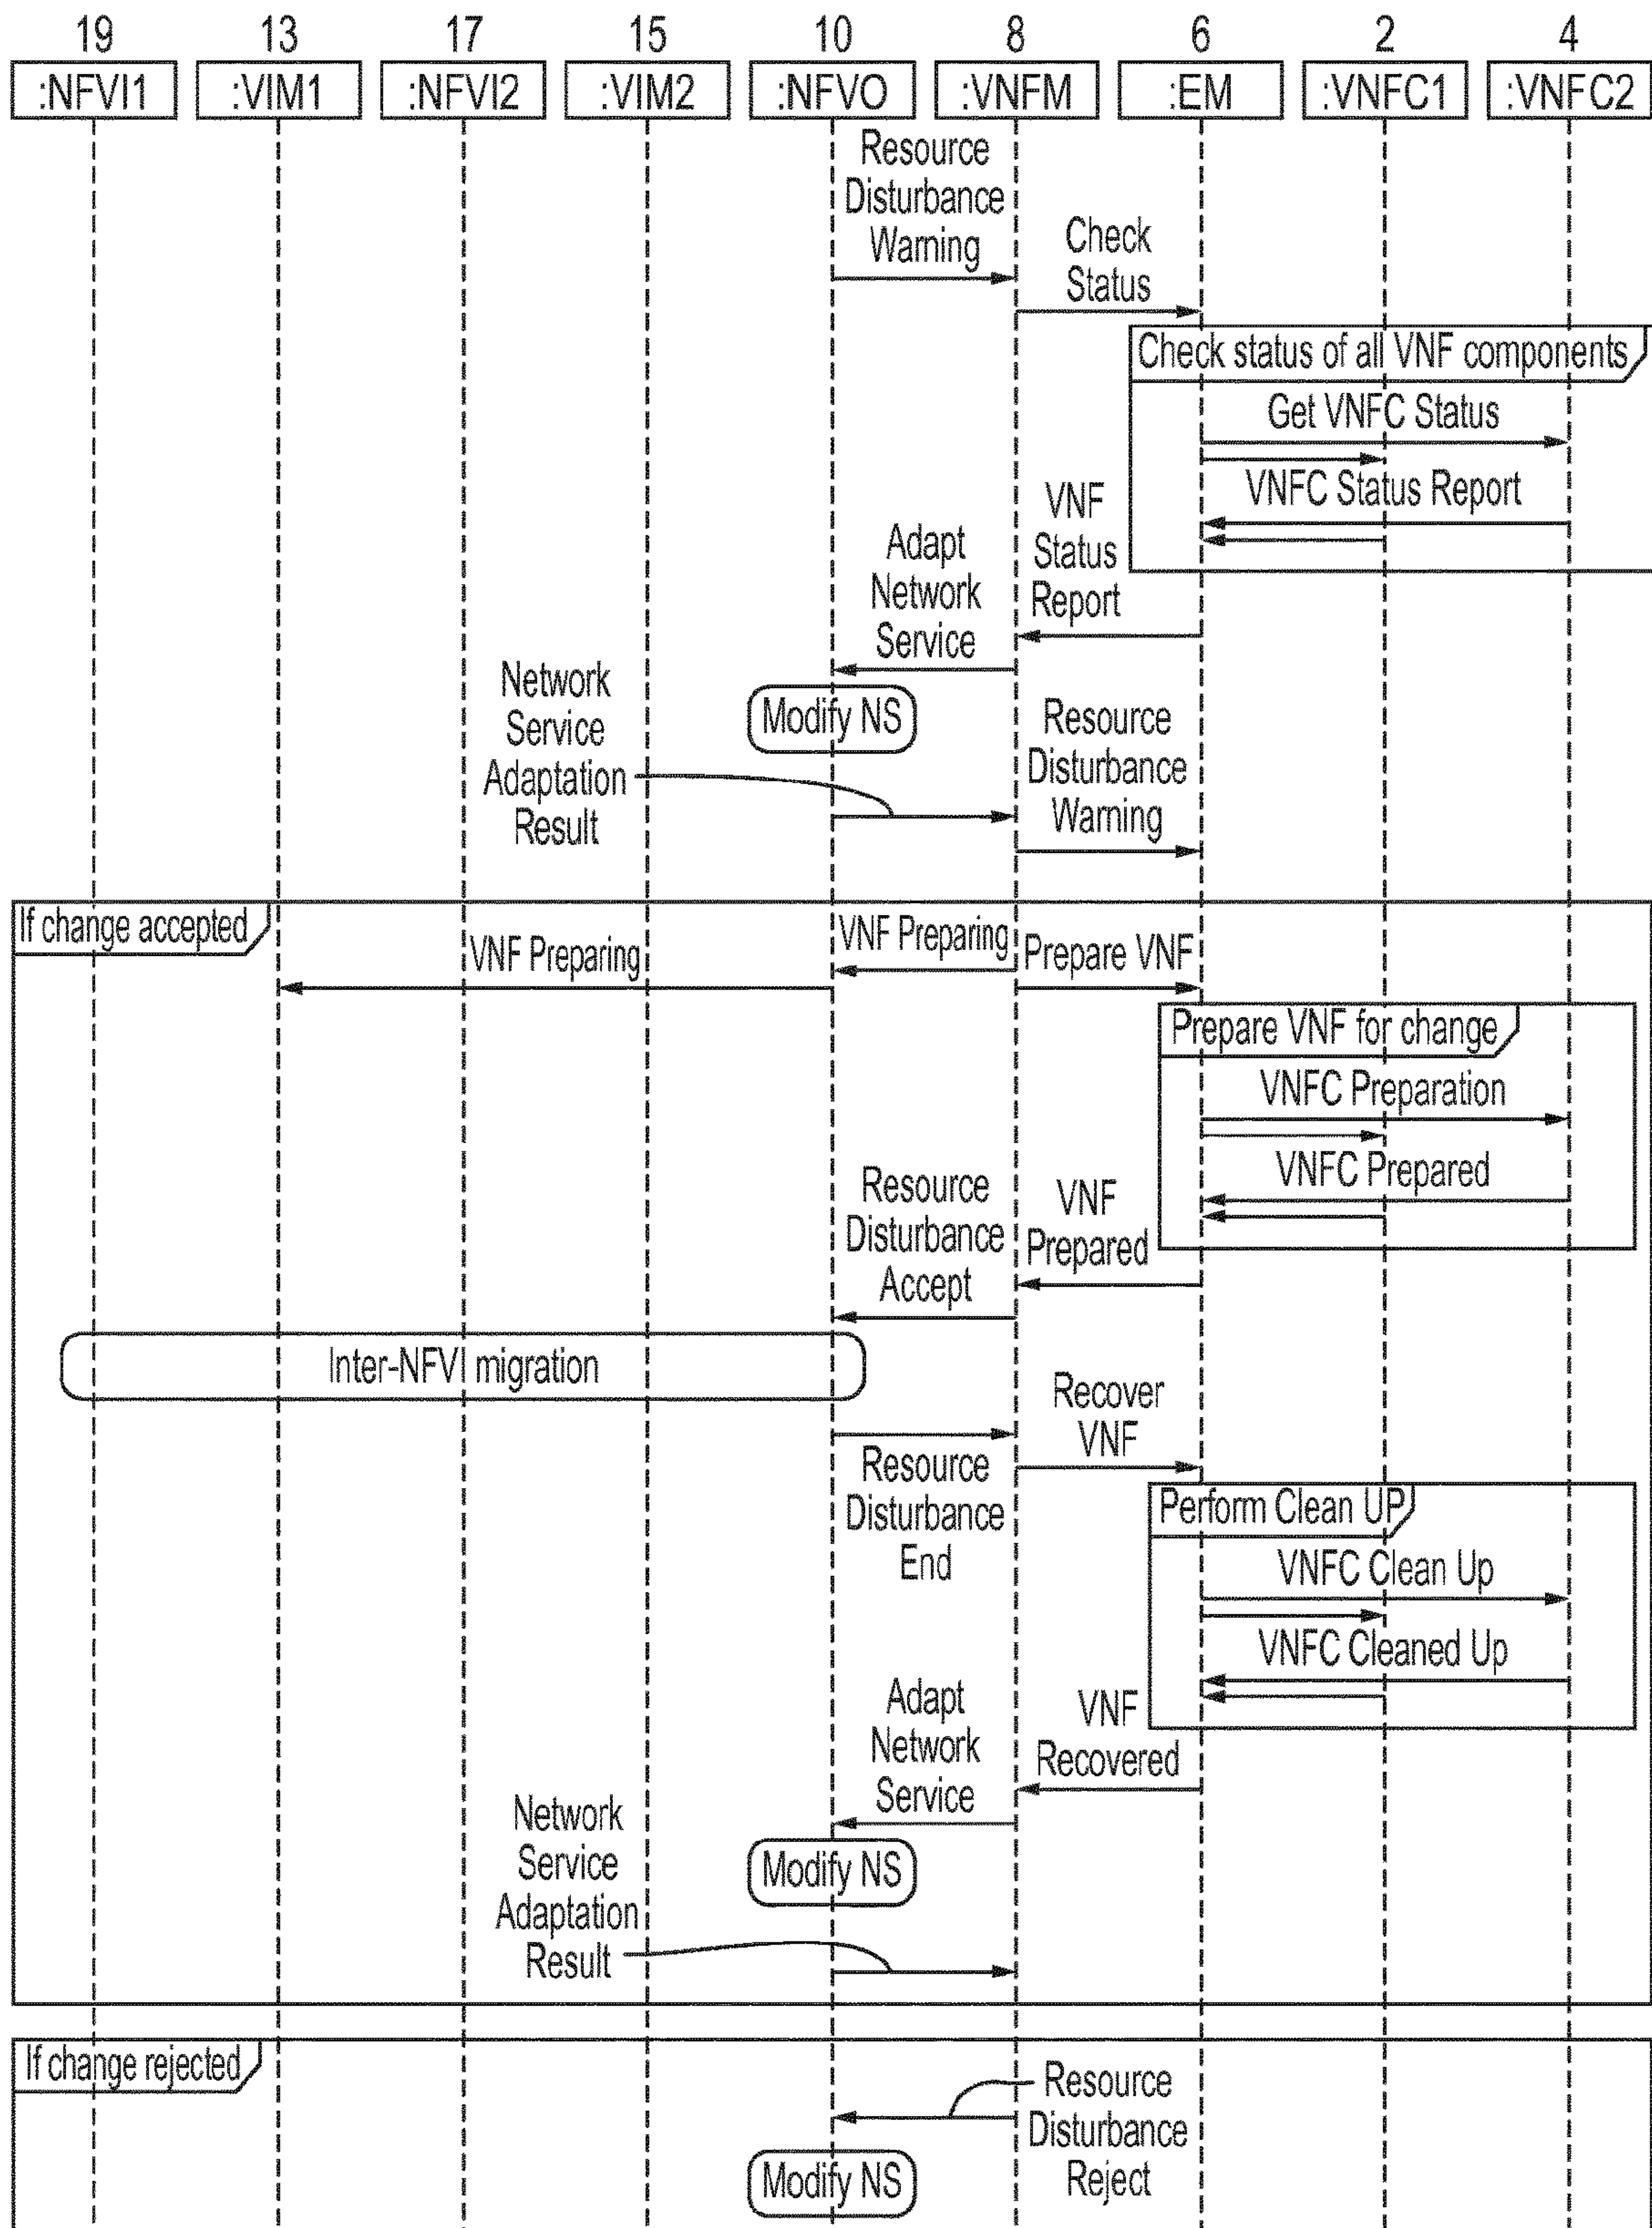 19 13 17 15 10 8 6 2 4
:NFVI1 :VIM1 :NFVI2 :VIM2 :NFVO :VNFM :EM :VNFC1 :VNFC2
Resource
Disturbance
Warning
Check
Status
Check status of all VNF components
Get VNFC Status
VNFC Status Report
VNF
Status
Report
Adapt
Network
Service
Modify NS
Network
Service
Adaptation
Result
Resource
Disturbance
Warning
If change accepted
VNF Preparing
VNF Preparing
Prepare VNF
Prepare VNF for change
VNFC Preparation
VNFC Prepared
VNF
Prepared
Resource
Disturbance
Accept
Inter-NFVI migration
Resource
Disturbance
End
Recover
VNF
Perform Clean UP
VNFC Clean Up
VNFC Cleaned Up
VNF
Recovered
Adapt
Network
Service
Modify NS
Network
Service
Adaptation
Result
If change rejected
Resource
Disturbance
Reject
Modify NS